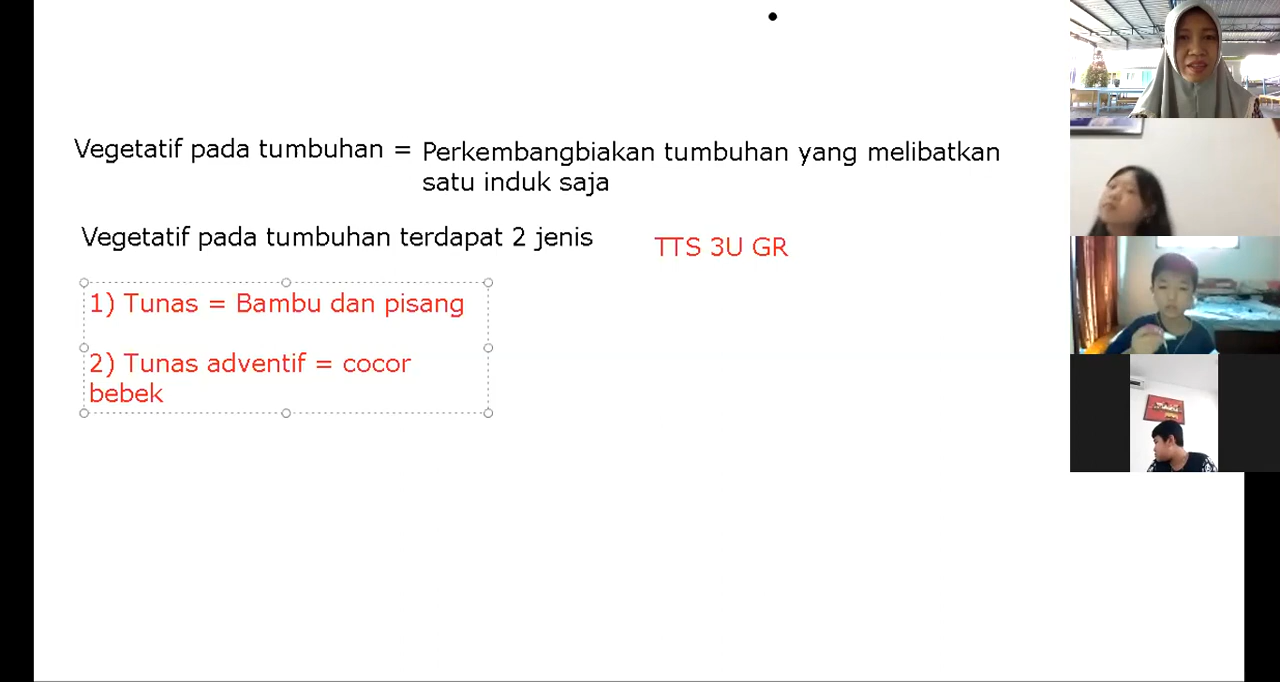 Vegetatif pada tumbuhan = Perkembangbiakan tumbuhan yang melibatkan
satu induk saja
Vegetatif pada tumbuhan terdapat 2 jenis
TTS 3U GR
1) Tunas = Bambu dan pisang
2) Tunas adventif = cocor
bebek